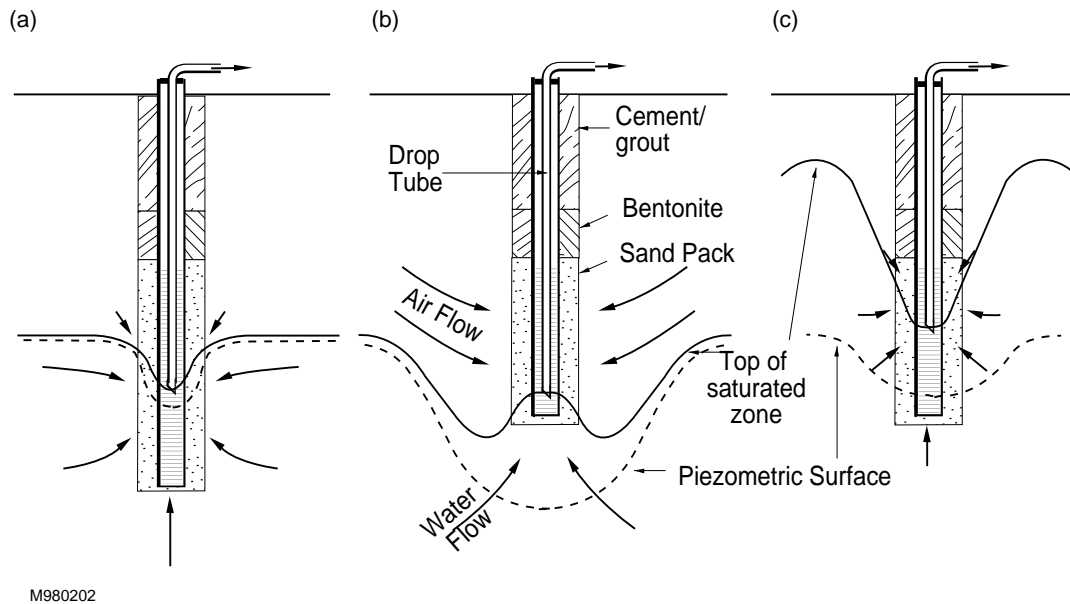 (a)
(b)
(c)
Cement/
grout
Drop
Tube
Bentonite
Sand Pack
Air Flow
Top of
saturated
zone
Piezometric Surface
Water
Flow
M980202